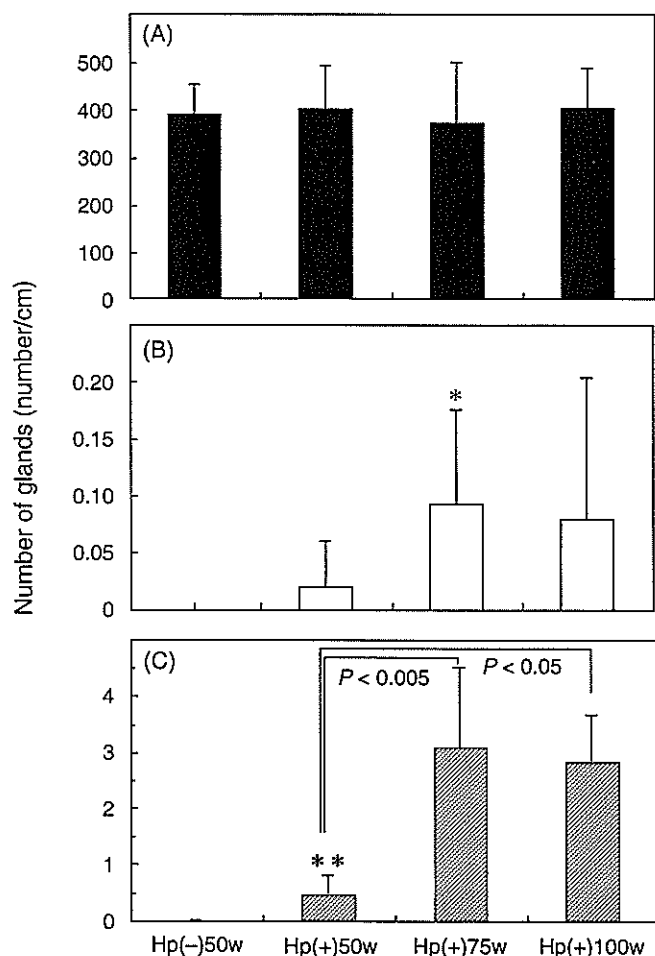 (A)
500
400
300
200
100
0
(B)
*
0.20
0.15
0.10
0.05
0
Number of glands (number/cm)
(C)
P < 0.005
P < 0.05
4
3
2
1
0
**
Hp(−)50w Hp(+)50w Hp(+)75w Hp(+)100w